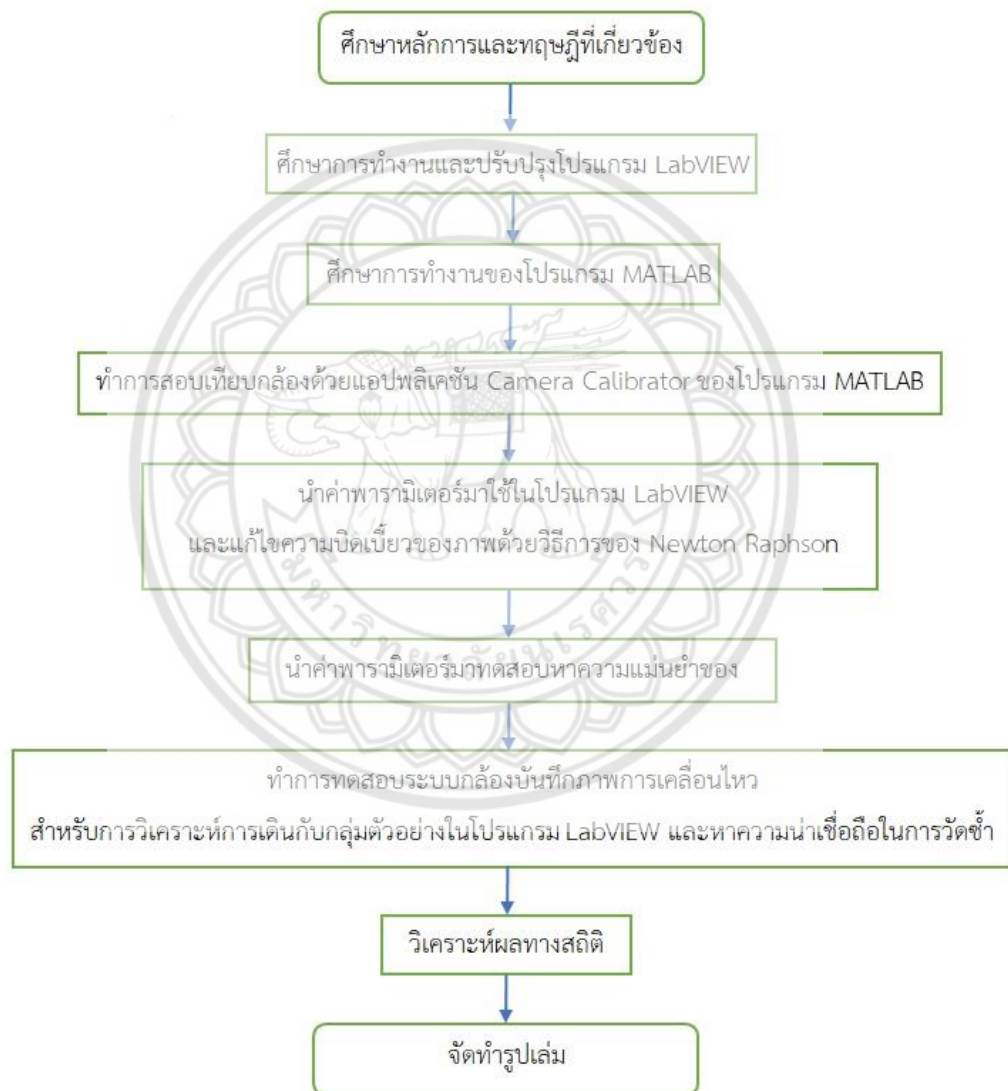 ศึกษาหลักการและทฤษฎีที่เกี่ยวข้อง
ศึกษาการทำงานและปรับปรุงโปรแกรม LabVIEW
ศึกษาการทำงานของโปรแกรม MATLAB
ทำการสอบเทียบกล้องด้วยแอปพลิเคชัน Camera Calibrator ของโปรแกรม MATLAB
นำค่าพารามิเตอร์มาใช้ในโปรแกรม LabVIEW
และแก้ไขความบิดเบี้ยวของภาพด้วยวิธีการของ Newton Raphson
นำค่าพารามิเตอร์มาทดสอบหาความแม่นยำของ
ทำการทดสอบระบบกล้องบันทึกภาพการเคลื่อนไหว
สำหรับการวิเคราะห์การเดินกับกลุ่มตัวอย่างในโปรแกรม LabVIEW และหาความน่าเชื่อถือในการวัดซ้ำ
วิเคราะห์ผลทางสถิติ
จัดทำรูปเล่ม
มหาวิทยาลัยนเรศวร